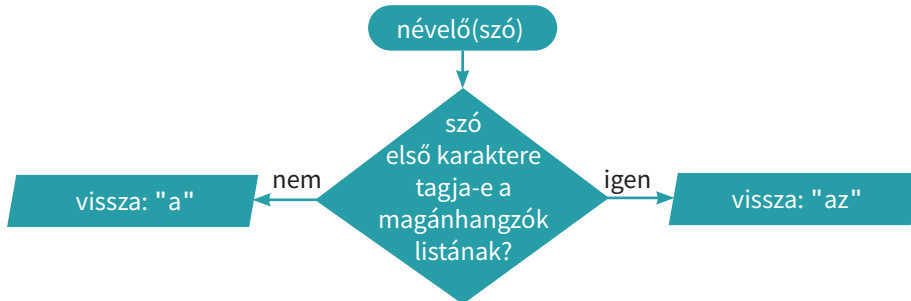 névelő(szó)
szó
első karaktere
tagja-e a
magánhangzók
listának?
nem
igen
vissza: "a"
vissza: "az"